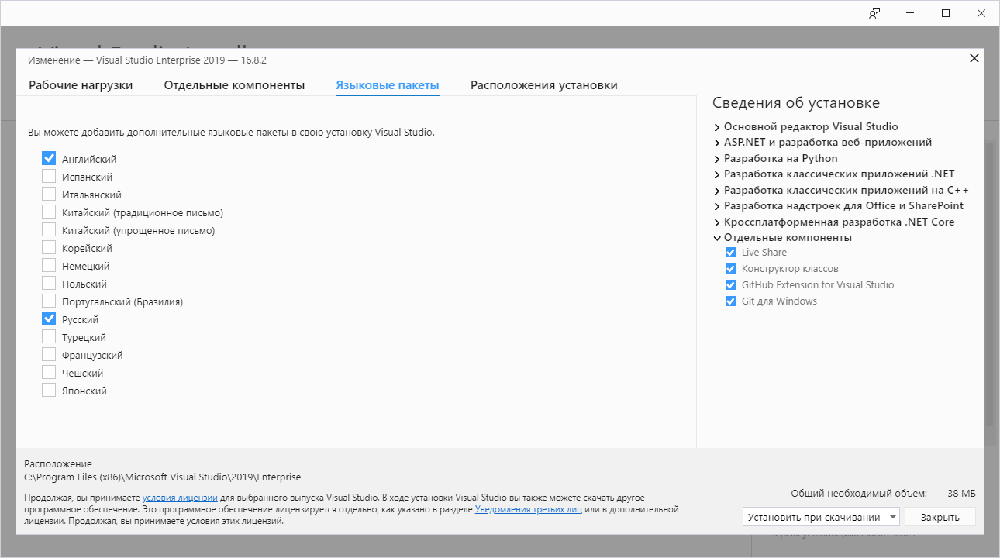 Изменение — Visual Studio Enterprise 2019 — 16.8.2
Рабочие нагрузки Отдельные компоненты Языковые пакеты Расположения установки
Вы можете добавить дополнительные языковые пакеты в свою установку Visual Studio.
Английский
Испанский
Итальянский
Китайский (традиционное письмо)
Китайский (упрощенное письмо)
Корейский
Немецкий
Польский
Португальский (Бразилия)
Русский
Турецкий
Французский
Чешский
Японский
Сведения об установке
Основной редактор Visual Studio
ASP.NET и разработка веб-приложений
Разработка на Python
Разработка классических приложений .NET
Разработка классических приложений на C++
Разработка надстроек для Office и SharePoint
Кроссплатформенная разработка .NET Core
Отдельные компоненты
Live Share
Конструктор классов
GitHub Extension for Visual Studio
Git для Windows
Расположение
C:\Program Files (x86)\Microsoft Visual Studio\2019\Enterprise
Продолжая, вы принимаете условия лицензии для выбранного выпуска Visual Studio. В ходе установки Visual Studio вы также можете скачать другое
программное обеспечение. Это программное обеспечение лицензируется отдельно, как указано в разделе Уведомления третьих лиц или в дополнительной
лицензии. Продолжая, вы принимаете условия этих лицензий.
Общий необходимый объем: 38 МБ
Установить при скачивании Закрыть